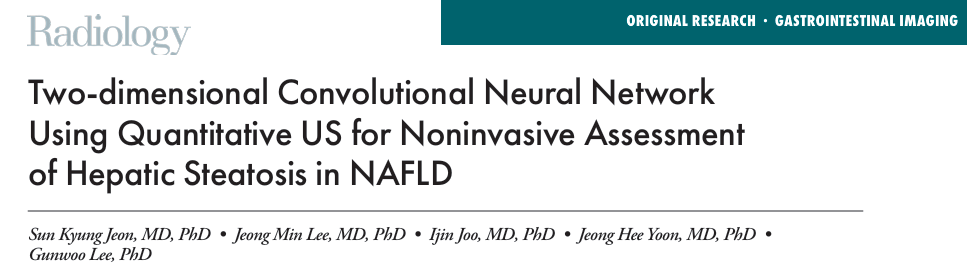 Radiology
ORIGINAL RESEARCH • GASTROINTESTINAL IMAGING
Two-dimensional Convolutional Neural Network
Using Quantitative US for Noninvasive Assessment
of Hepatic Steatosis in NAFLD
Sun Kyung Jeon, MD, PhD • Jeong Min Lee, MD, PhD • Ijin Joo, MD, PhD • Jeong Hee Yoon, MD, PhD •
Gunwoo Lee, PhD